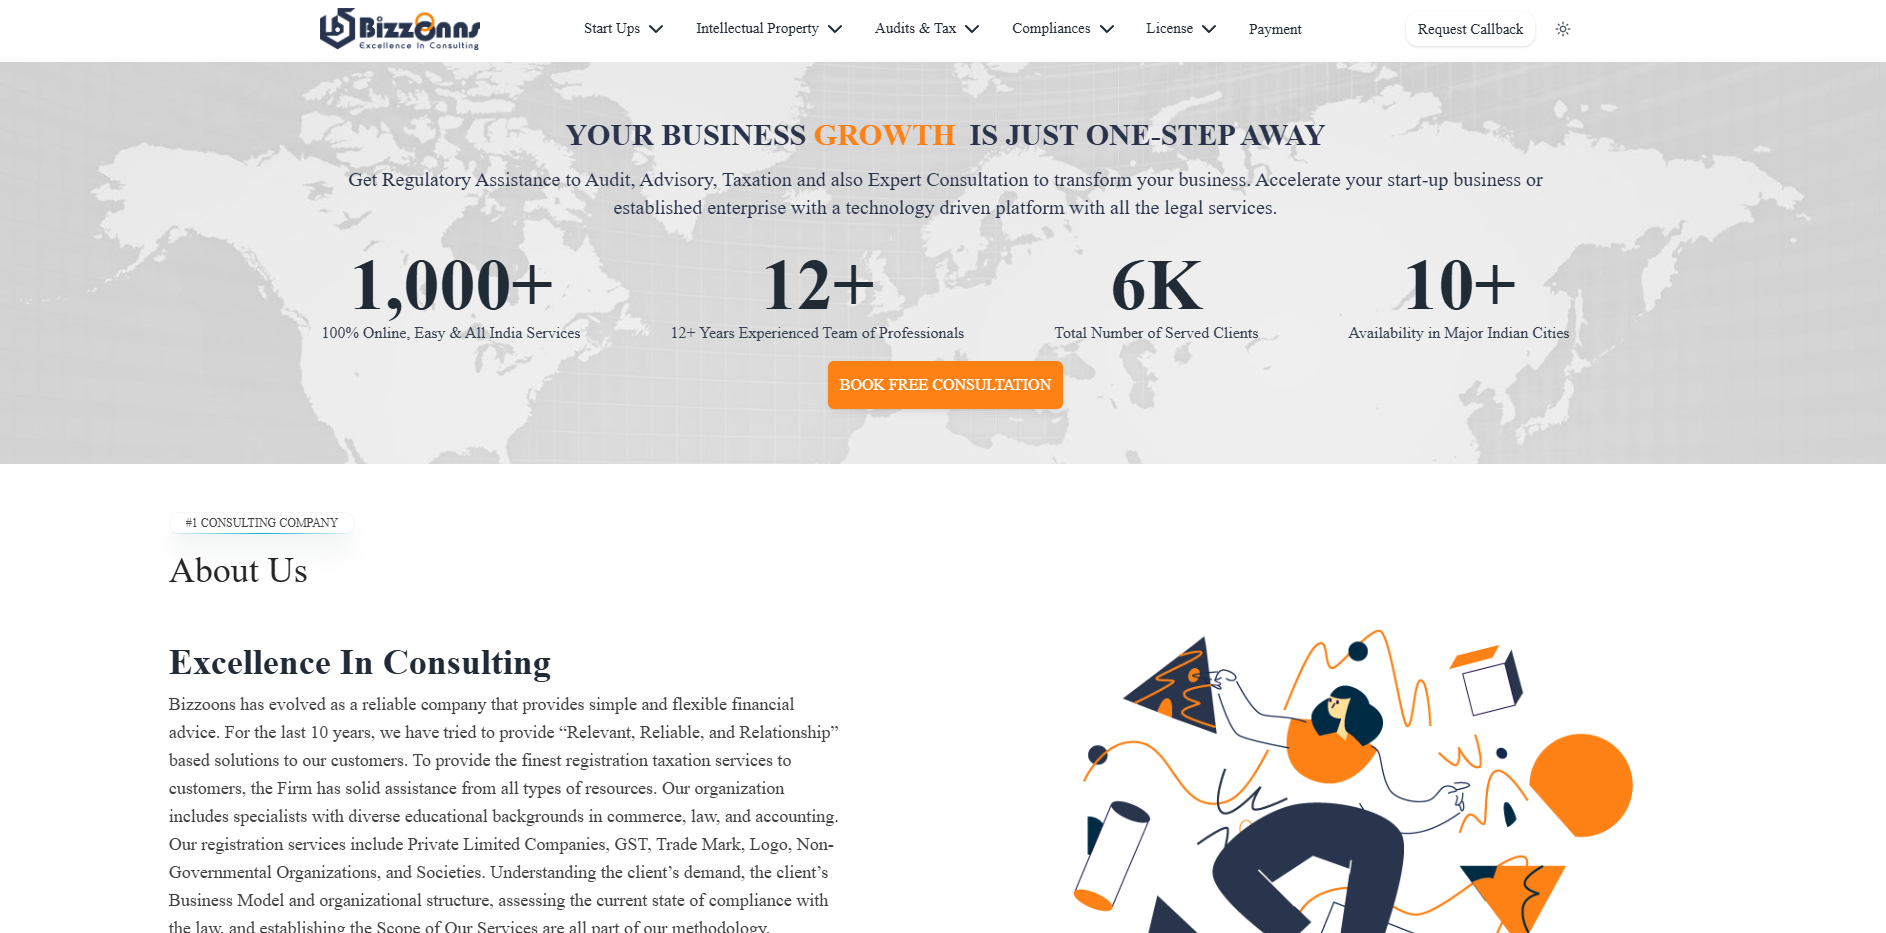 Bizzonns
Excellence In Consulting
Start Ups
Intellectual Property
Audits & Tax
Compliances
License
Payment
Request Callback
YOUR BUSINESS GROWTH IS JUST ONE-STEP AWAY
Get Regulatory Assistance to Audit, Advisory, Taxation and also Expert Consultation to transform your business. Accelerate your start-up business or
established enterprise with a technology driven platform with all the legal services.
1,000+
100% Online, Easy & All India Services
12+
12+ Years Experienced Team of Professionals
6K
Total Number of Served Clients
10+
Availability in Major Indian Cities
BOOK FREE CONSULTATION
#1 CONSULTING COMPANY
About Us
Excellence In Consulting
Bizzoons has evolved as a reliable company that provides simple and flexible financial
advice. For the last 10 years, we have tried to provide “Relevant, Reliable, and Relationship”
based solutions to our customers. To provide the finest registration taxation services to
customers, the Firm has solid assistance from all types of resources. Our organization
includes specialists with diverse educational backgrounds in commerce, law, and accounting.
Our registration services include Private Limited Companies, GST, Trade Mark, Logo, Non-
Governmental Organizations, and Societies. Understanding the client’s demand, the client’s
Business Model and organizational structure, assessing the current state of compliance with
the law, and establishing the Scope of Our Services are all part of our methodology.